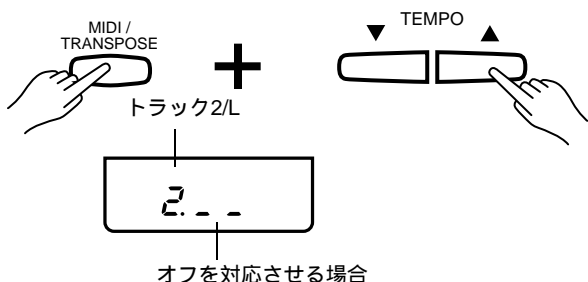 MIDI /
TRANSPOSE
▼ TEMPO ▲
トラック2/L
2. _ _
オフを対応させる場合